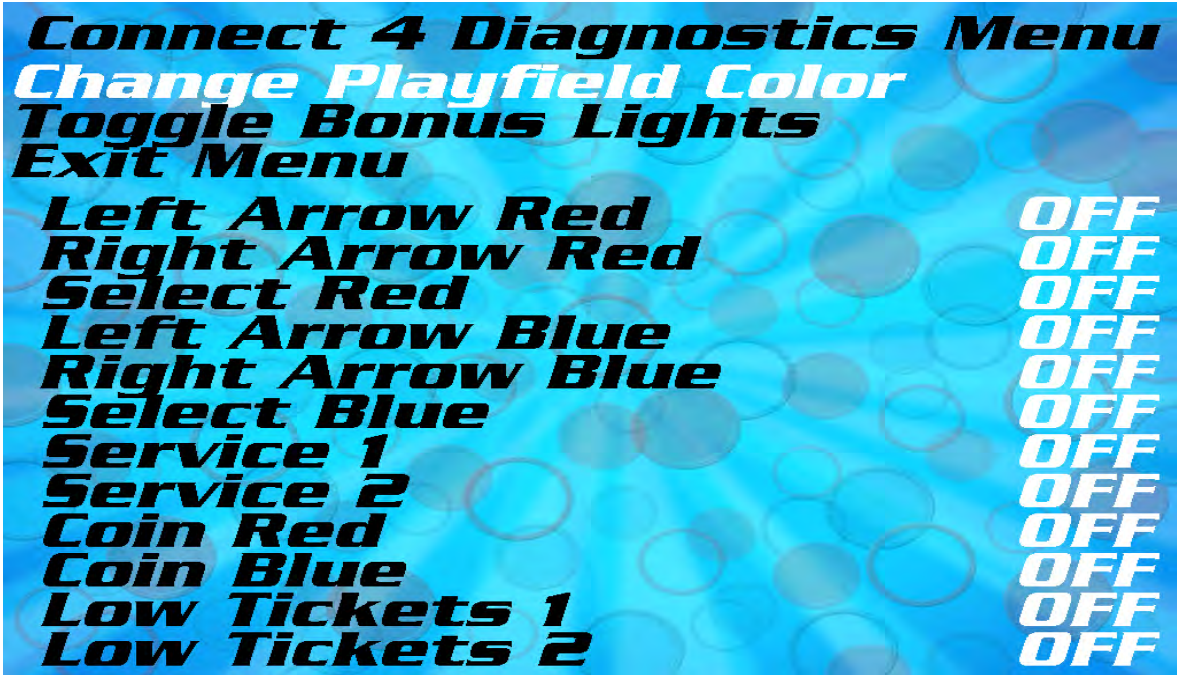 Connect 4 Diagnostics Menu
Change Playfield Color
Toggle Bonus Lights
Exit Menu
Left Arrow Red OFF
Right Arrow Red OFF
Select Red OFF
Left Arrow Blue OFF
Right Arrow Blue OFF
Select Blue OFF
Service 1 OFF
Service 2 OFF
Coin Red OFF
Coin Blue OFF
Low Tickets 1 OFF
Low Tickets 2 OFF